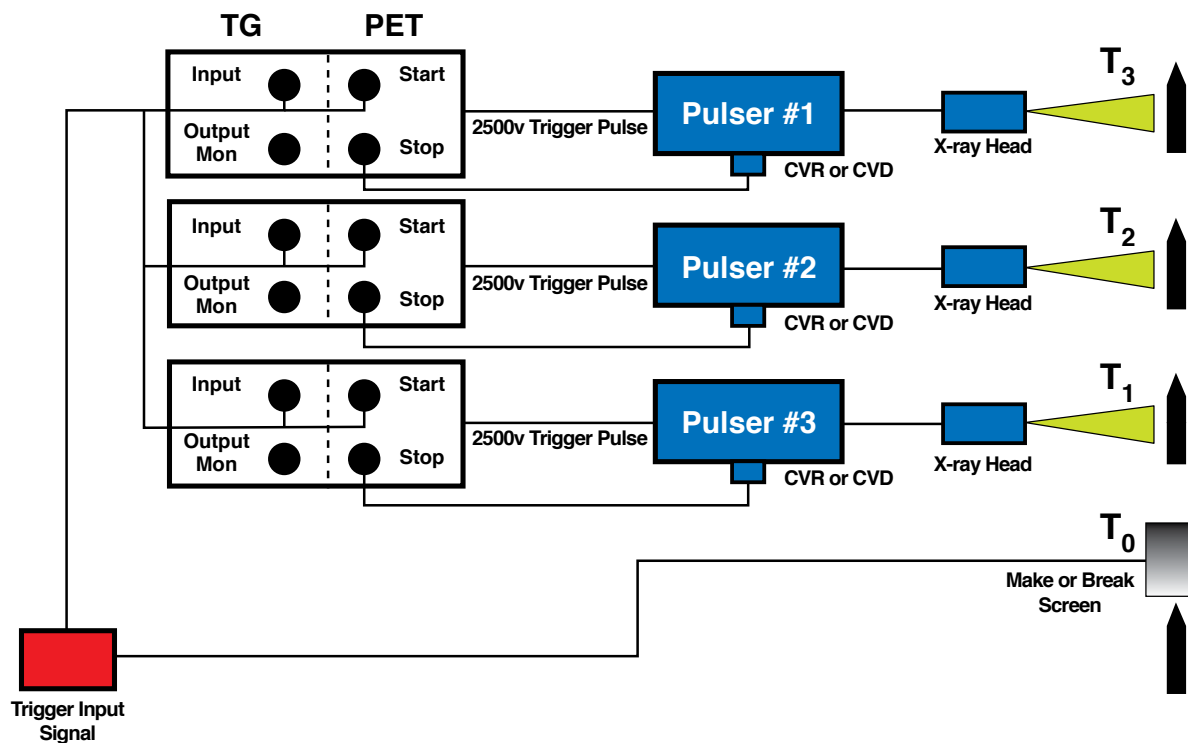 TG PET
Input Start
Output
Mon
Stop
2500v Trigger Pulse
Pulser #1
CVR or CVD
X-ray Head
T3
Input Start
Output
Mon
Stop
2500v Trigger Pulse
Pulser #2
CVR or CVD
X-ray Head
T2
Input Start
Output
Mon
Stop
2500v Trigger Pulse
Pulser #3
CVR or CVD
X-ray Head
T1
T0
Make or Break
Screen
Trigger Input
Signal